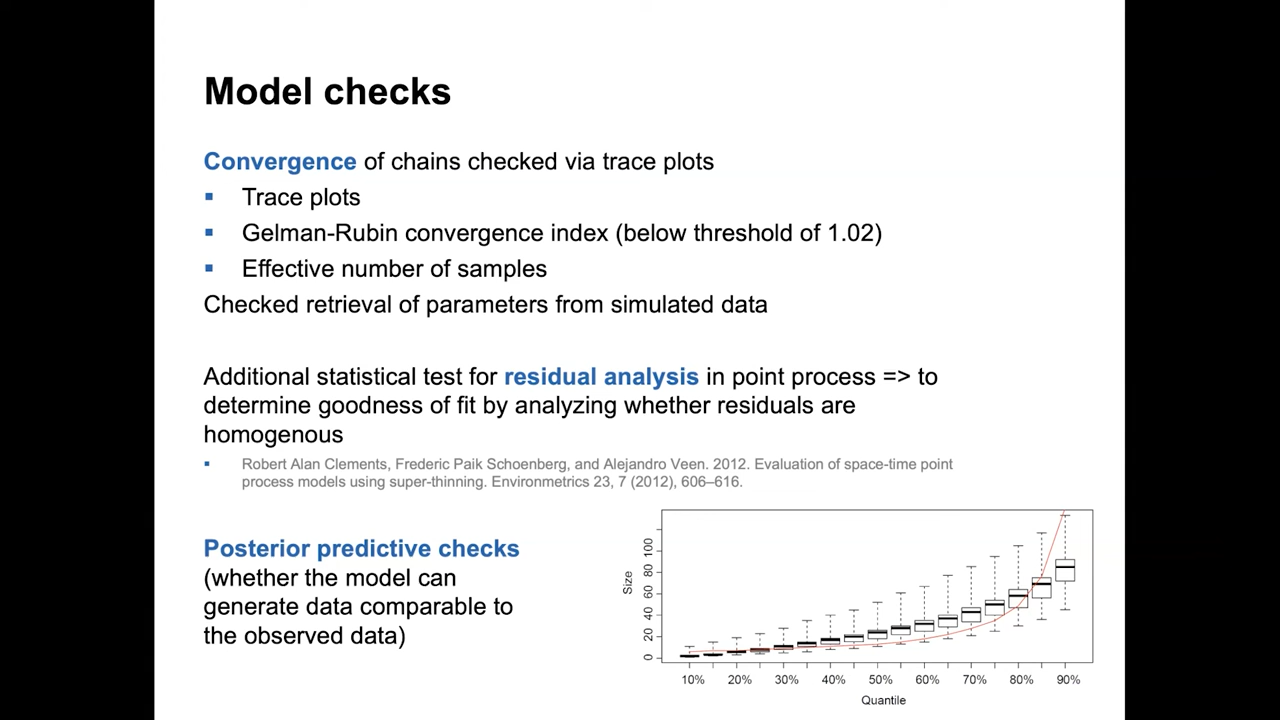 Model checks
Convergence of chains checked via trace plots
▪ Trace plots
▪ Gelman-Rubin convergence index (below threshold of 1.02)
▪ Effective number of samples
Checked retrieval of parameters from simulated data
Additional statistical test for residual analysis in point process => to
determine goodness of fit by analyzing whether residuals are
homogenous
▪ Robert Alan Clements, Frederic Paik Schoenberg, and Alejandro Veen. 2012. Evaluation of space-time point
process models using super-thinning. Environmetrics 23, 7 (2012), 606–616.
Posterior predictive checks
(whether the model can
generate data comparable to
the observed data)
Size
100
80
60
40
20
0
10% 20% 30% 40% 50% 60% 70% 80% 90%
Quantile